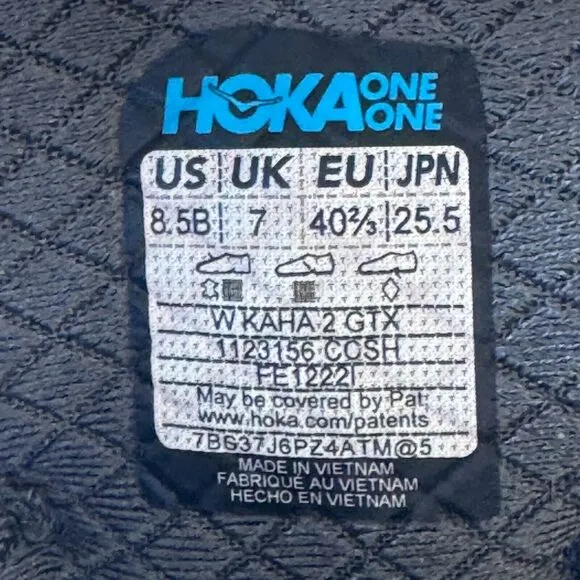 HOKA ONE ONE
US UK EU JPN
8.5B 7 40⅔ 25.5
W KAHA 2 GTX
1123156 COSH
FE1222I
May be covered by Pat:
www.hoka.com/patents
7BG37J6PZ4ATM@5
MADE IN VIETNAM
FABRIQUÉ AU VIETNAM
HECHO EN VIETNAM